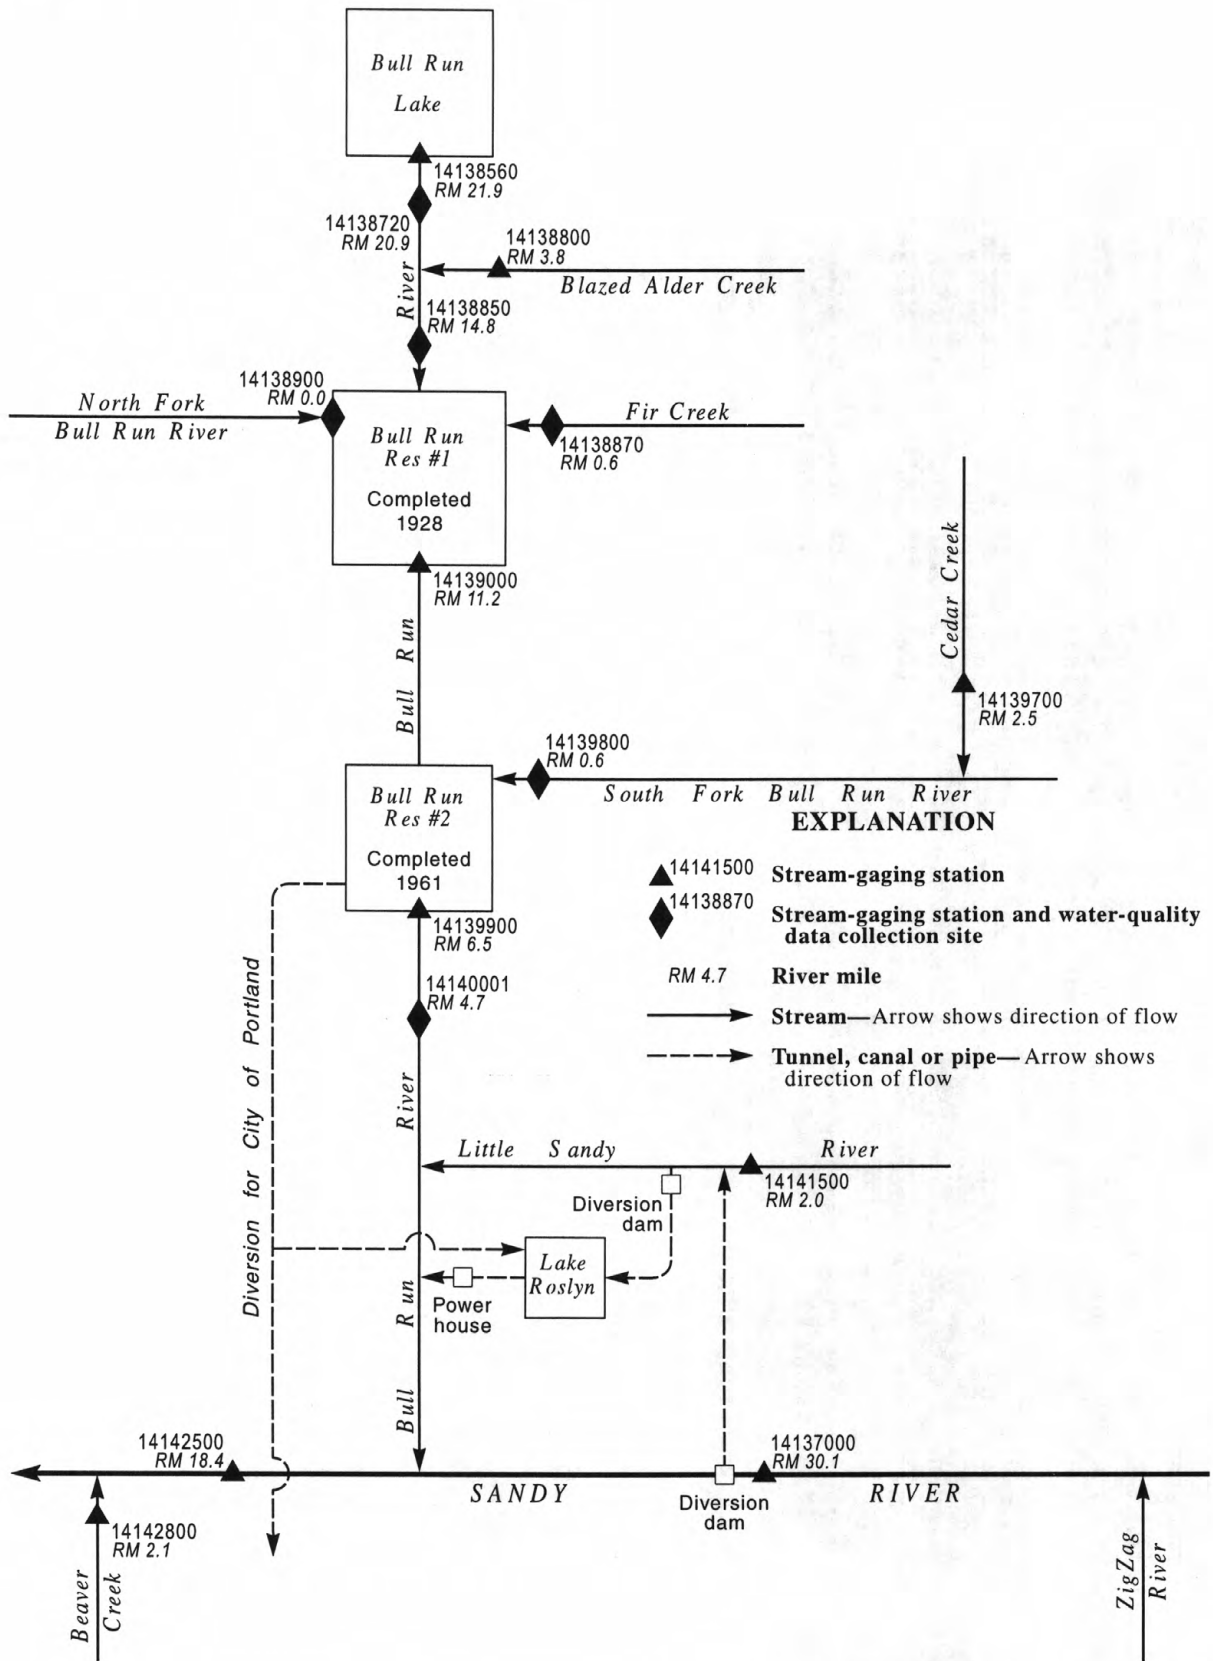 Bull Run
Lake
14138560
RM 21.9
14138720
RM 20.9
14138800
RM 3.8
Blazed Alder Creek
River
14138850
RM 14.8
14138900
RM 0.0
North Fork
Bull Run River
Bull Run
Res #1
Completed
1928
Fir Creek
14138870
RM 0.6
14139000
RM 11.2
Cedar Creek
14139700
RM 2.5
Bull Run
14139800
RM 0.6
South Fork Bull Run River
Bull Run
Res #2
Completed
1961
14139900
RM 6.5
14140001
RM 4.7
EXPLANATION
14141500 Stream-gaging station
14138870 Stream-gaging station and water-quality
data collection site
RM 4.7 River mile
Stream—Arrow shows direction of flow
Tunnel, canal or pipe—Arrow shows
direction of flow
Diversion for City of Portland
River
Little Sandy River
14141500
RM 2.0
Diversion
dam
Lake
Roslyn
Power
house
Run
Bull
14142500
RM 18.4
14137000
RM 30.1
SANDY RIVER
Diversion
dam
14142800
RM 2.1
Beaver
Creek
ZigZag
River